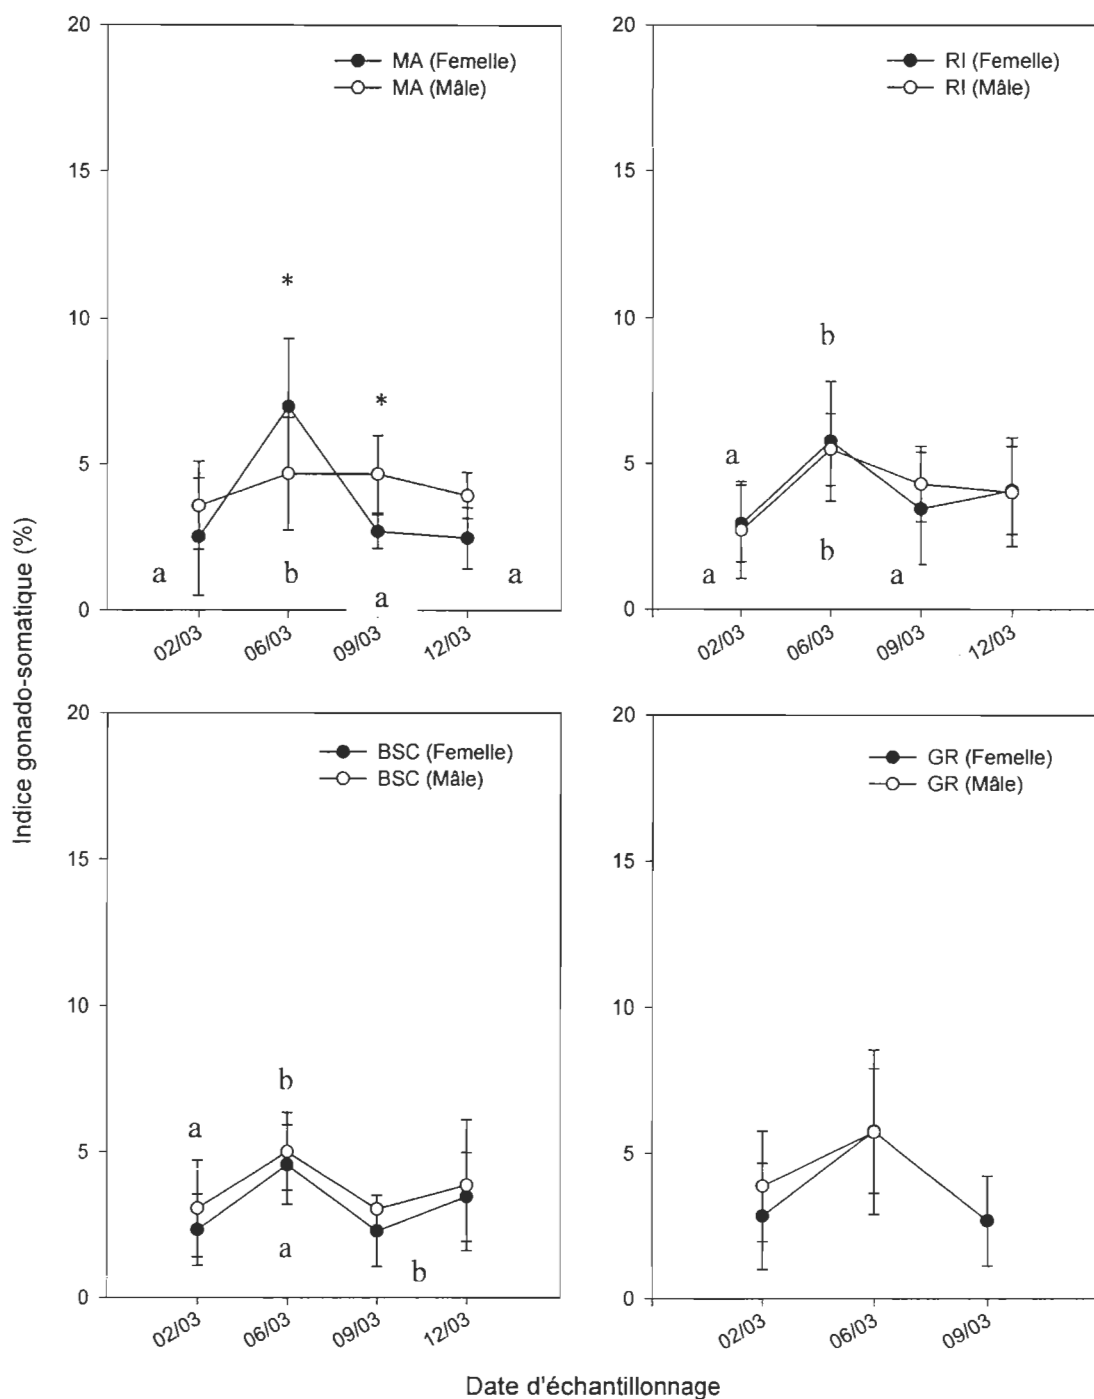 Indice gonado-somatique (%)
20
15
10
5
0
MA (Femelle)
MA (Mâle)
*
*
a
b
a
a
02/03
06/03
09/03
12/03
20
15
10
5
0
RI (Femelle)
RI (Mâle)
b
a
b
a
a
02/03
06/03
09/03
12/03
20
15
10
5
0
BSC (Femelle)
BSC (Mâle)
b
a
a
b
02/03
06/03
09/03
12/03
20
15
10
5
0
GR (Femelle)
GR (Mâle)
02/03
06/03
09/03
Date d'échantillonnage